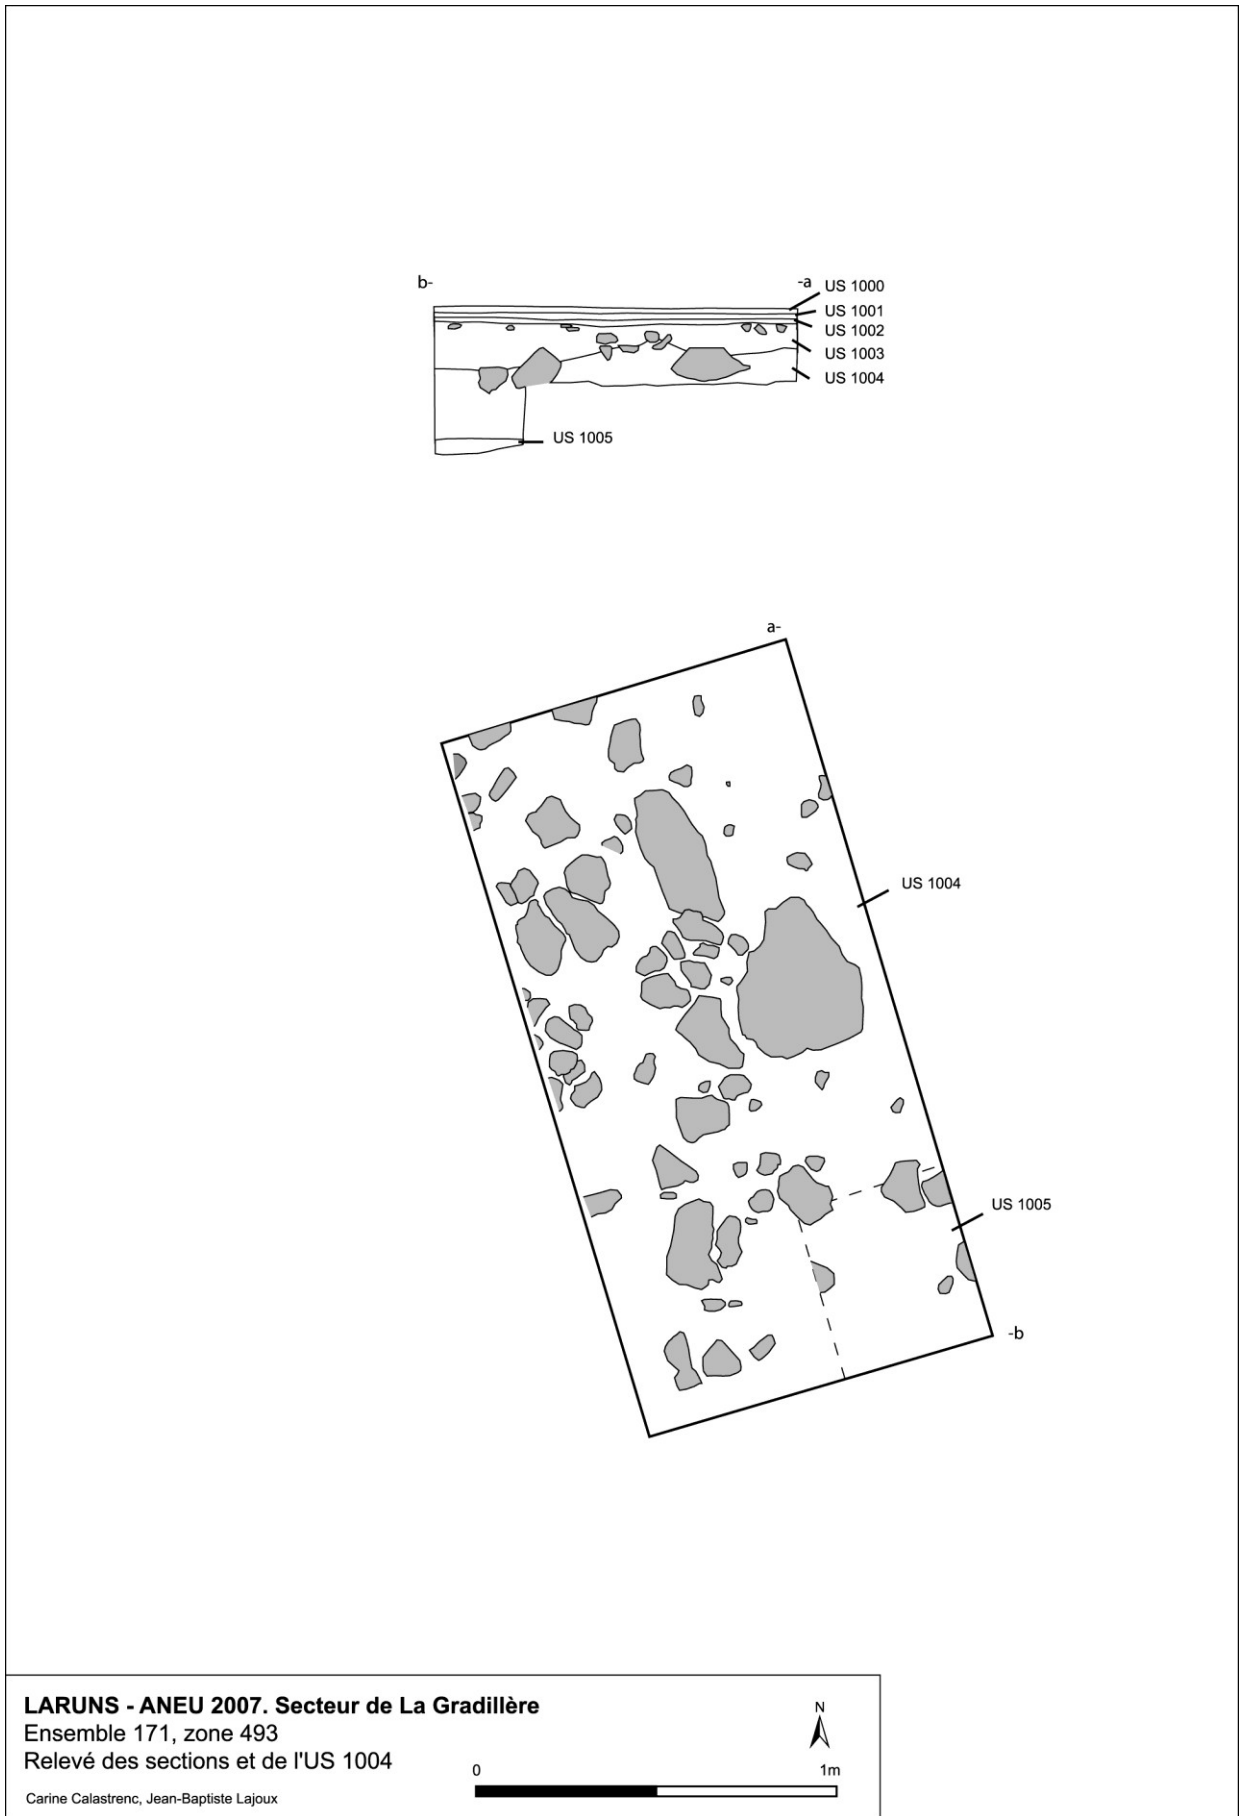 b-
-a
US 1000
US 1001
US 1002
US 1003
US 1004
US 1005
a-
US 1004
US 1005
-b
LARUNS - ANEU 2007. Secteur de La Gradillère
Ensemble 171, zone 493
Relevé des sections et de l'US 1004
Carine Calastrenc, Jean-Baptiste Lajoux
N
0
1m